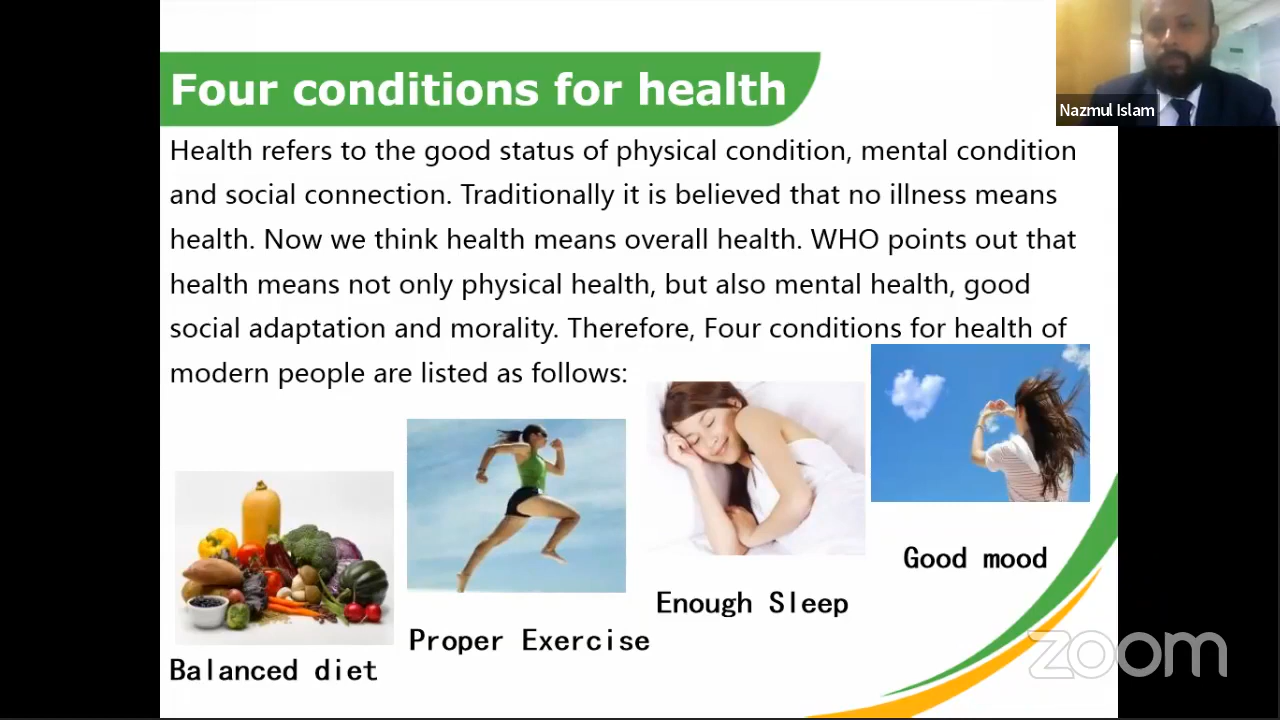 Four conditions for health
Nazmul Islam
Health refers to the good status of physical condition, mental condition
and social connection. Traditionally it is believed that no illness means
health. Now we think health means overall health. WHO points out that
health means not only physical health, but also mental health, good
social adaptation and morality. Therefore, Four conditions for health of
modern people are listed as follows:
Balanced diet
Proper Exercise
Enough Sleep
Good mood
zoom